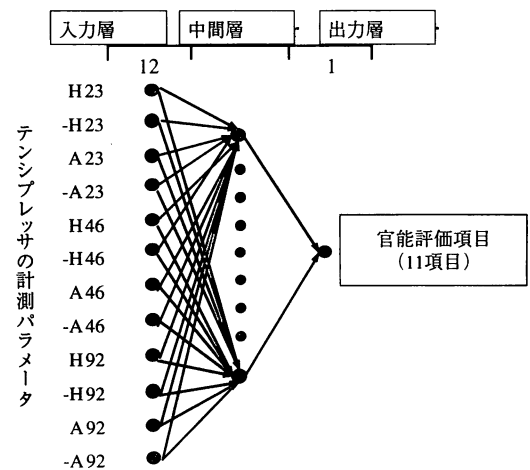 入力層
中間層
出力層
12
1
テンシプレッサの計測パラメータ
H23
-H23
A23
-A23
H46
-H46
A46
-A46
H92
-H92
A92
-A92
官能評価項目
(11項目)